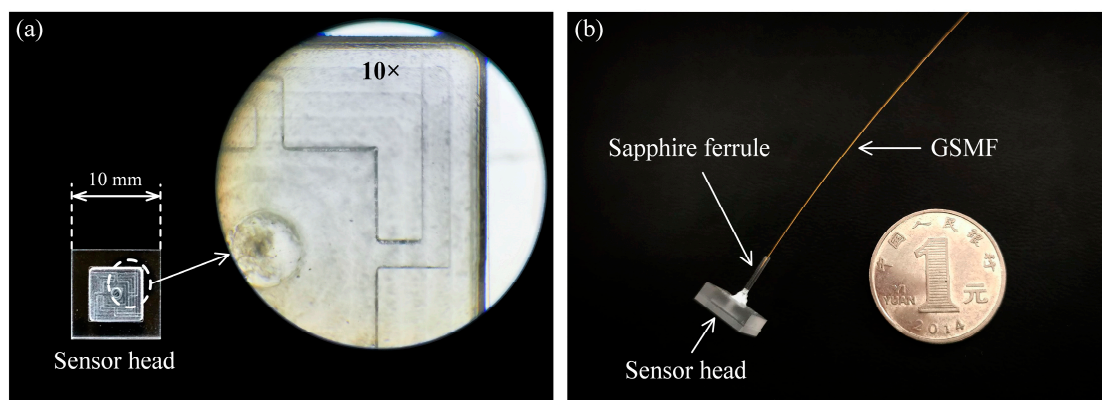 (a)
10×
10 mm
Sensor head
(b)
Sapphire ferrule
GSMF
Sensor head
中国人民银行
YI
YUAN
1
元
2014